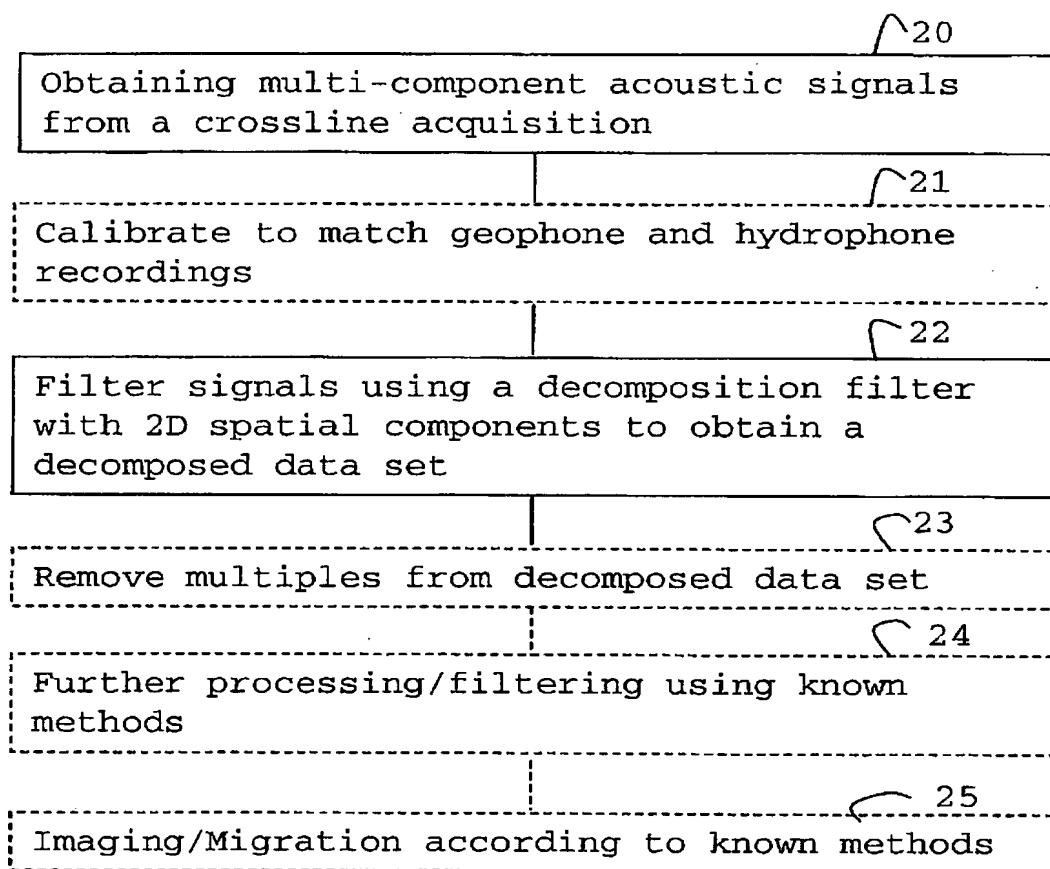 20
Obtaining multi-component acoustic signals
from a crossline acquisition
21
Calibrate to match geophone and hydrophone
recordings
22
Filter signals using a decomposition filter
with 2D spatial components to obtain a
decomposed data set
23
Remove multiples from decomposed data set
24
Further processing/filtering using known
methods
25
Imaging/Migration according to known methods